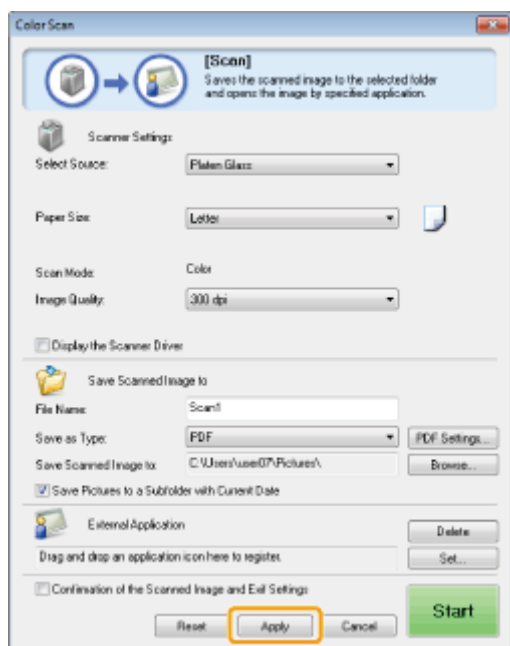 Color Scan
[Scan]
Saves the scanned image to the selected folder
and opens the image by specified application.
Scanner Settings
Select Source: Platen Glass
Paper Size: Letter
Scan Mode: Color
Image Quality: 300 dpi
Display the Scanner Driver
Save Scanned Image to
File Name: Scan1
Save as Type: PDF PDF Settings...
Save Scanned Image to: C:\Users\user07\Pictures\ Browse...
Save Pictures to a Subfolder with Current Date
External Application
Delete
Drag and drop an application icon here to register. Set...
Confirmation of the Scanned Image and Exif Settings
Start
Reset Apply Cancel